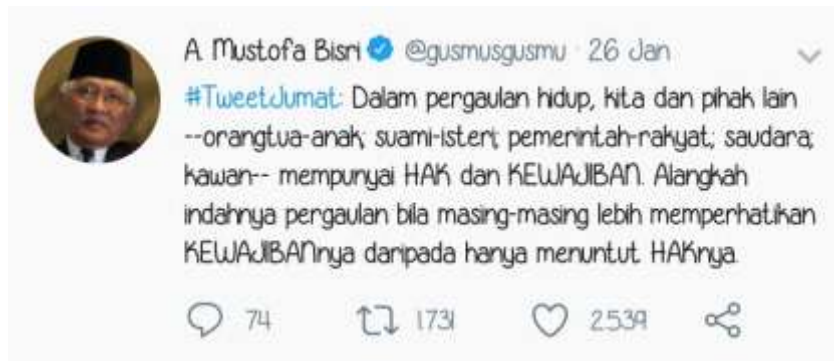 A. Mustofa Bisri @gusmusgusmu · 26 Jan
#TweetJumat: Dalam pergaulan hidup, kita dan pihak lain
--orangtua-anak; suami-isteri; pemerintah-rakyat; saudara;
kawan-- mempunyai HAK dan KEWAJIBAN. Alangkah
indahnya pergaulan bila masing-masing lebih memperhatikan
KEWAJIBANnya daripada hanya menuntut HAKnya.
74 1731 2539